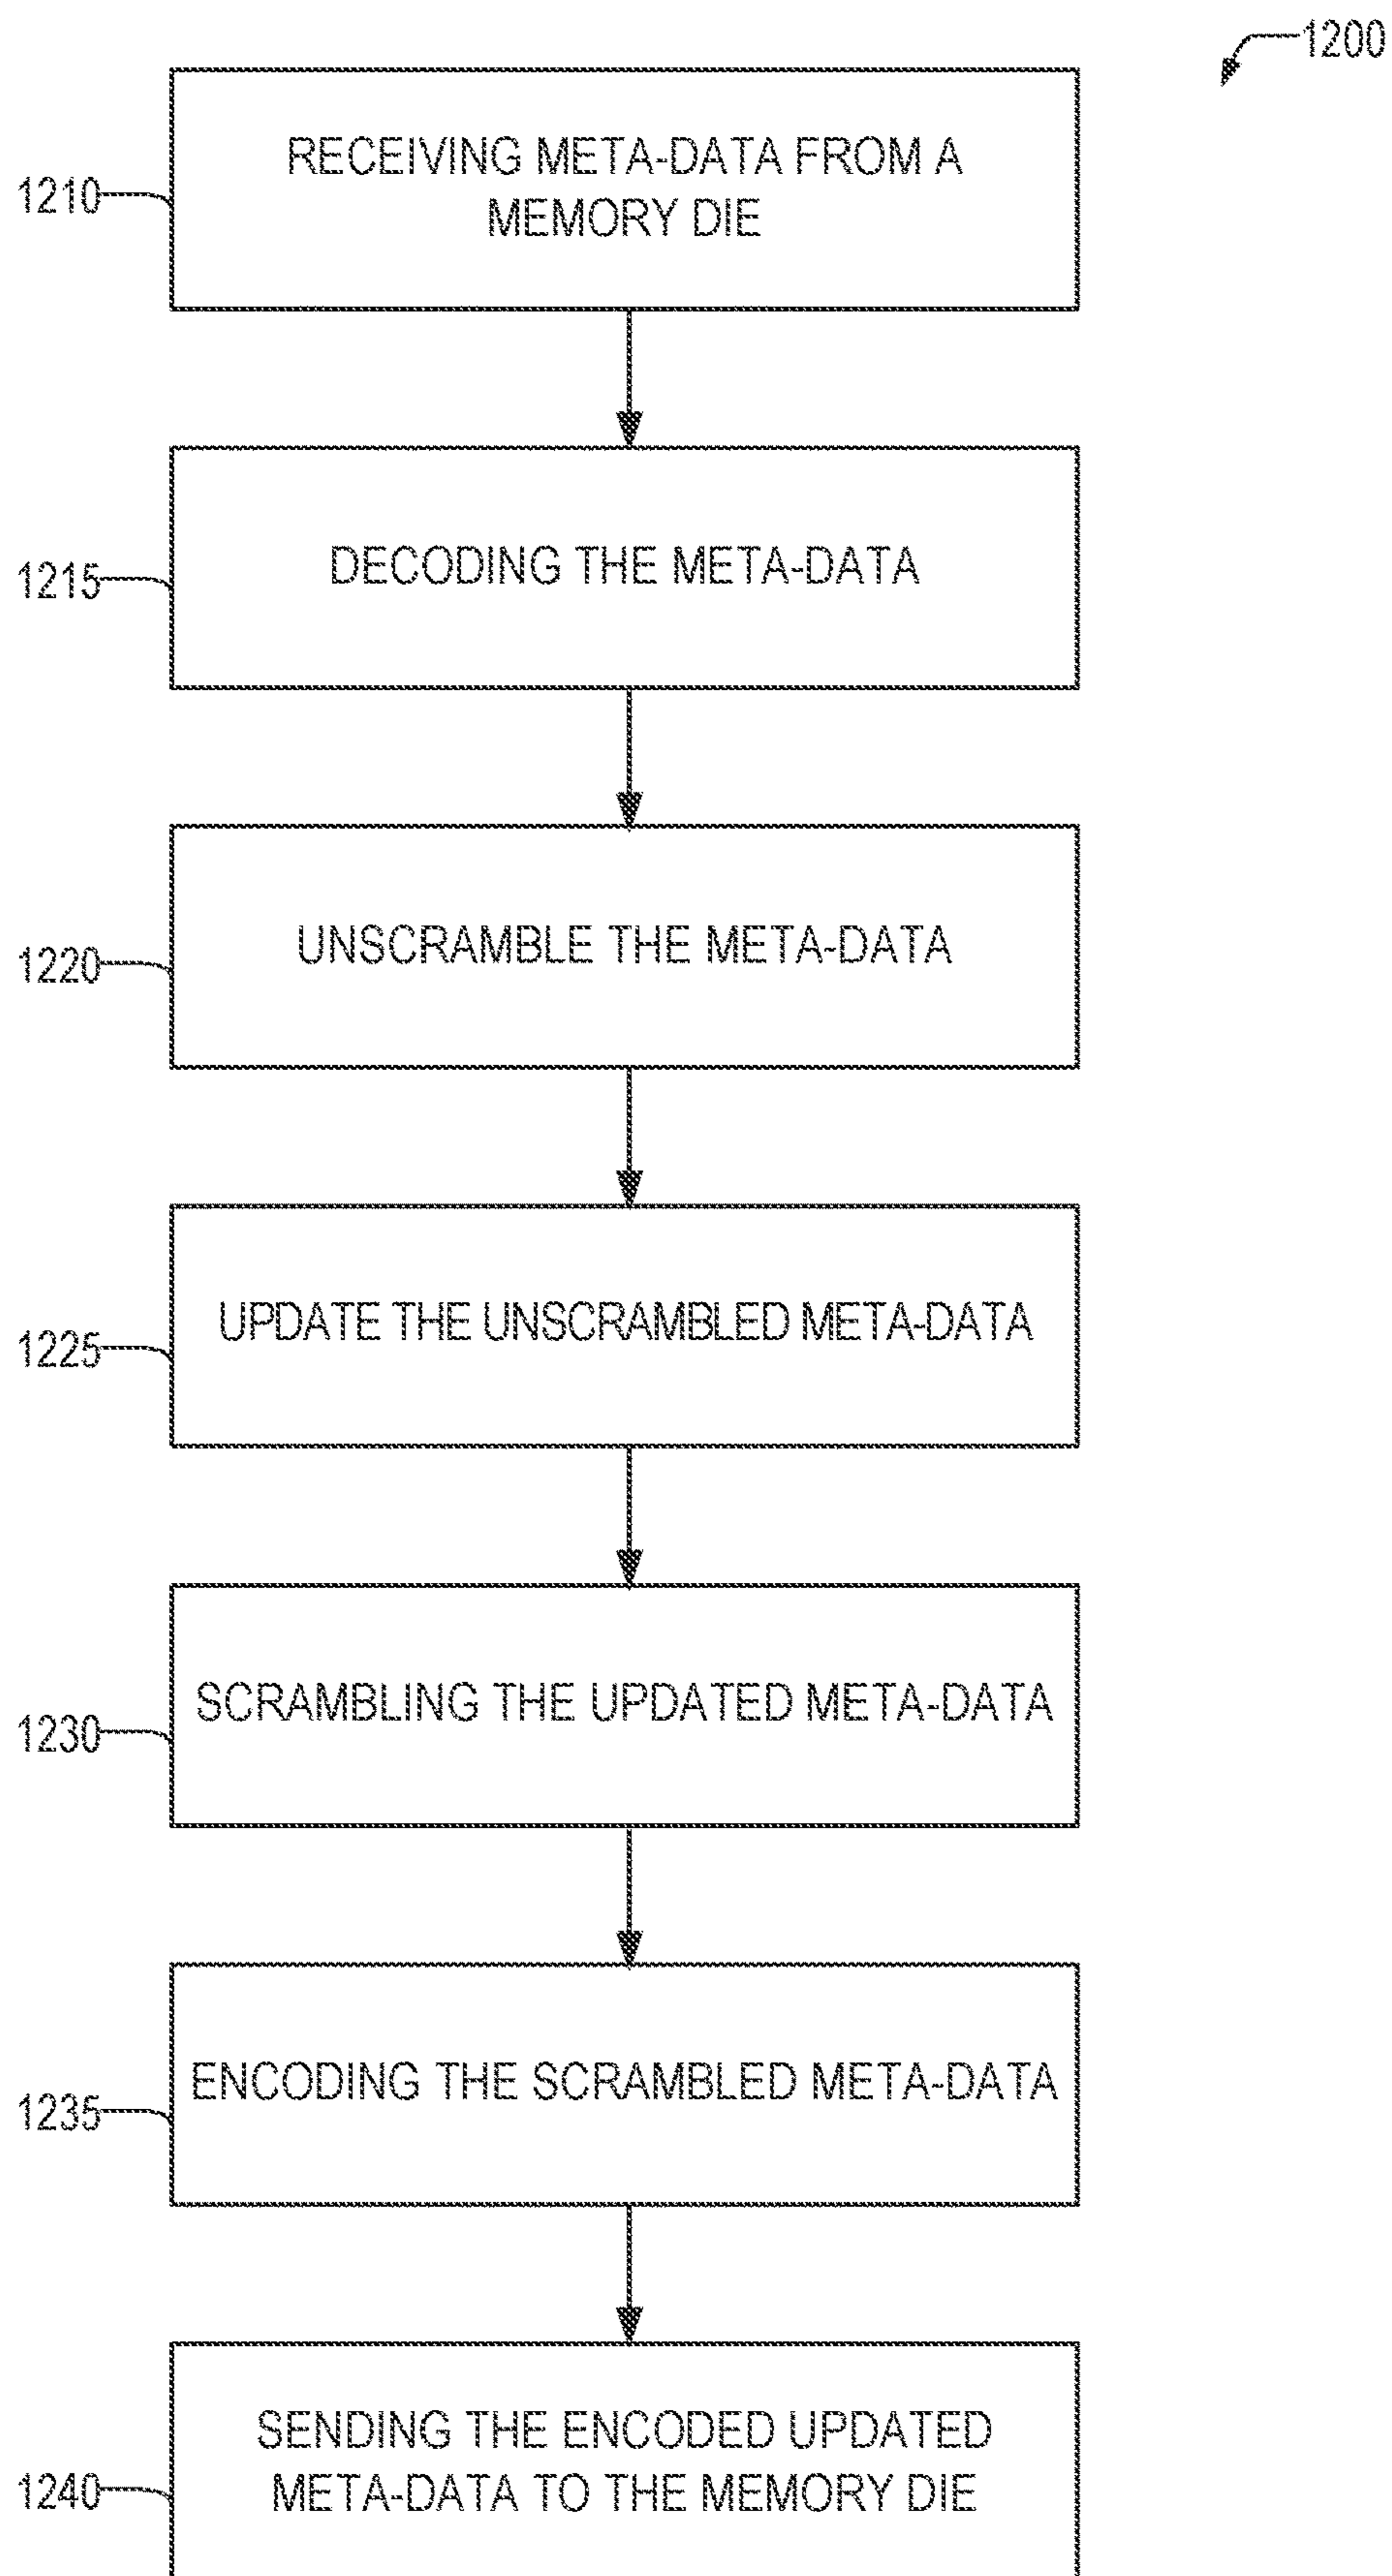 1200
RECEIVING META-DATA FROM A
MEMORY DIE
1210
DECODING THE META-DATA
1215
UNSCRAMBLE THE META-DATA
1220
UPDATE THE UNSCRAMBLED META-DATA
1225
SCRAMBLING THE UPDATED META-DATA
1230
ENCODING THE SCRAMBLED META-DATA
1235
SENDING THE ENCODED UPDATED
META-DATA TO THE MEMORY DIE
1240